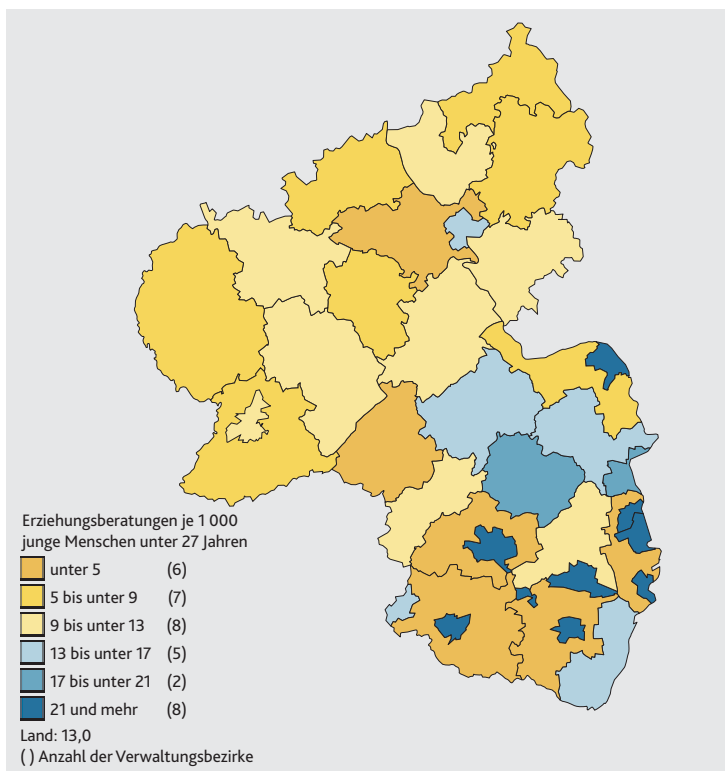 Erziehungsberatungen je 1 000
junge Menschen unter 27 Jahren
unter 5 (6)
5 bis unter 9 (7)
9 bis unter 13 (8)
13 bis unter 17 (5)
17 bis unter 21 (2)
21 und mehr (8)
Land: 13,0
( ) Anzahl der Verwaltungsbezirke